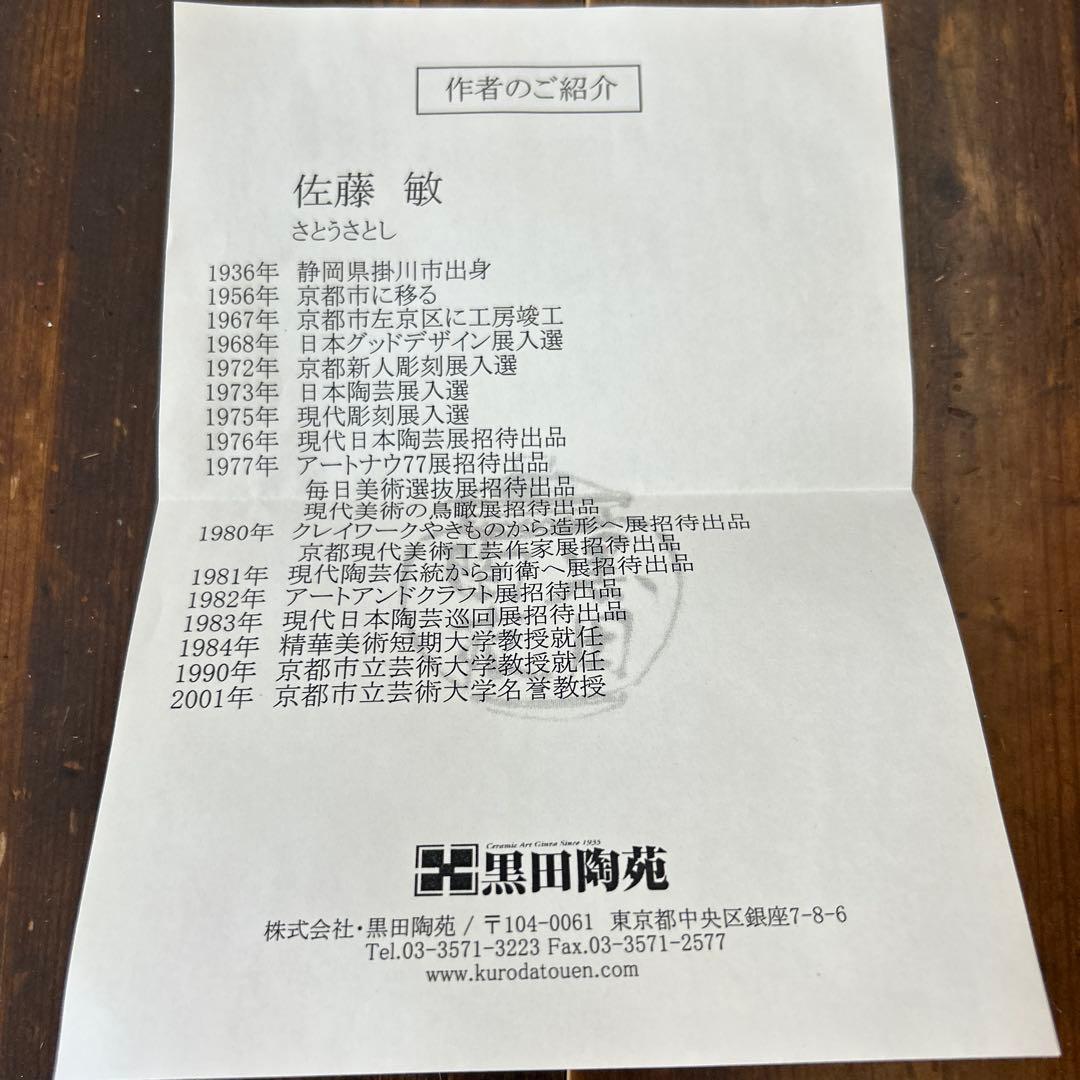 作者のご紹介
佐藤 敏
さとうさとし
1936年 静岡県掛川市出身
1956年 京都市に移る
1967年 京都市左京区に工房竣工
1968年 日本グッドデザイン展入選
1972年 京都新人彫刻展入選
1973年 日本陶芸展入選
1975年 現代彫刻展入選
1976年 現代日本陶芸展招待出品
1977年 アートナウ77展招待出品
毎日美術選抜展招待出品
現代美術の鳥瞰展招待出品
1980年 クレイワークやきものから造形へ展招待出品
京都現代美術工芸作家展招待出品
1981年 現代陶芸伝統から前衛へ展招待出品
1982年 アートアンドクラフト展招待出品
1983年 現代日本陶芸巡回展招待出品
1984年 精華美術短期大学教授就任
1990年 京都市立芸術大学教授就任
2001年 京都市立芸術大学名誉教授
Ceramic Art Ginza Since 1935
黒田陶苑
株式会社・黒田陶苑 / 〒104-0061 東京都中央区銀座7-8-6
Tel.03-3571-3223 Fax.03-3571-2577
www.kurodatouen.com